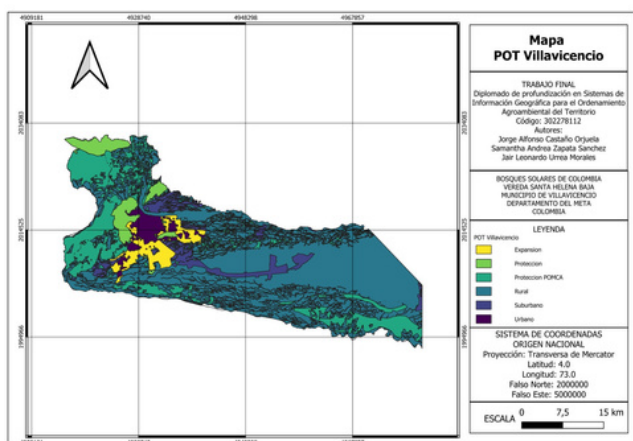 4909181
4928740
4948298
4967857
2034083
2034083
2014525
2014525
1994966
1994966
Mapa
POT Villavicencio
TRABAJO FINAL
Diplomado de profundización en Sistemas de
Información Geográfica para el Ordenamiento
Agroambiental del Territorio
Código: 302278112
Autores:
Jorge Alfonso Castaño Orjuela
Samantha Andrea Zapata Sanchez
Jair Leonardo Urrea Morales
BOSQUES SOLARES DE COLOMBIA
VEREDA SANTA HELENA BAJA
MUNICIPIO DE VILLAVICENCIO
DEPARTAMENTO DEL META
COLOMBIA
LEYENDA
POT Villavicencio
Expansion
Proteccion
Proteccion POMCA
Rural
Suburbano
Urbano
SISTEMA DE COORDENADAS
ORIGEN NACIONAL
Proyección: Transversa de Mercator
Latitud: 4.0
Longitud: 73.0
Falso Norte: 2000000
Falso Este: 5000000
ESCALA 0 7,5 15 km